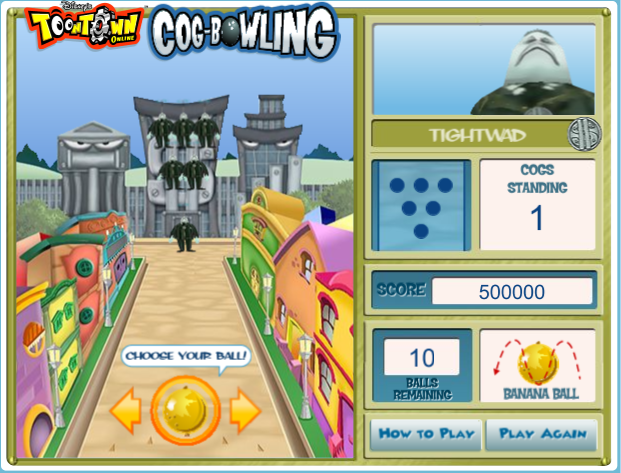 Disney's
TOONTOWN
ONLINE
COG-BOWLING
TIGHTWAD
COGS
STANDING
1
SCORE 500000
CHOOSE YOUR BALL!
10
BALLS
REMAINING
BANANA BALL
HOW TO PLAY
PLAY AGAIN